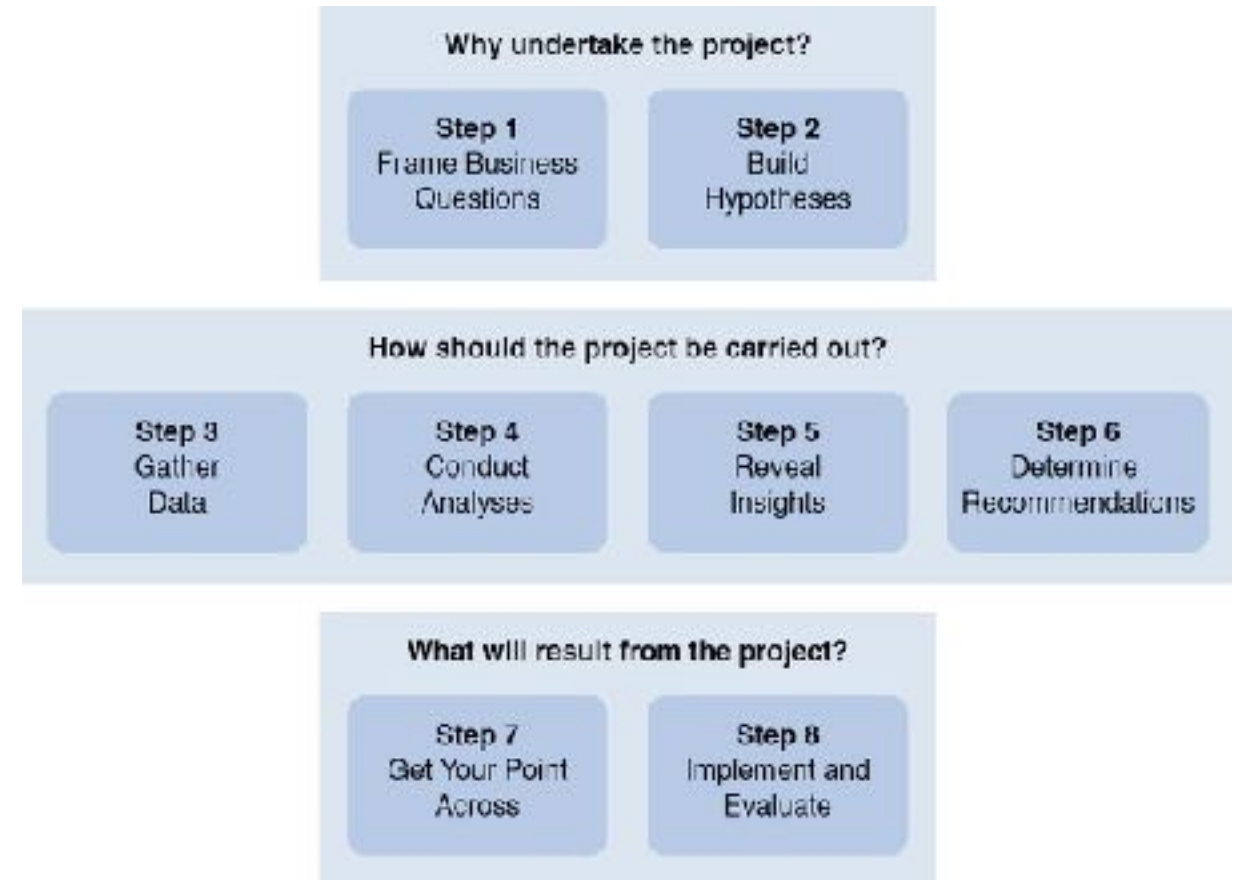 Why undertake the project?
Step 1
Frame Business
Questions
Step 2
Build
Hypotheses
How should the project be carried out?
Step 3
Gather
Data
Step 4
Conduct
Analyses
Step 5
Reveal
Insights
Step 6
Determine
Recommendations
What will result from the project?
Step 7
Get Your Point
Across
Step 8
Implement and
Evaluate